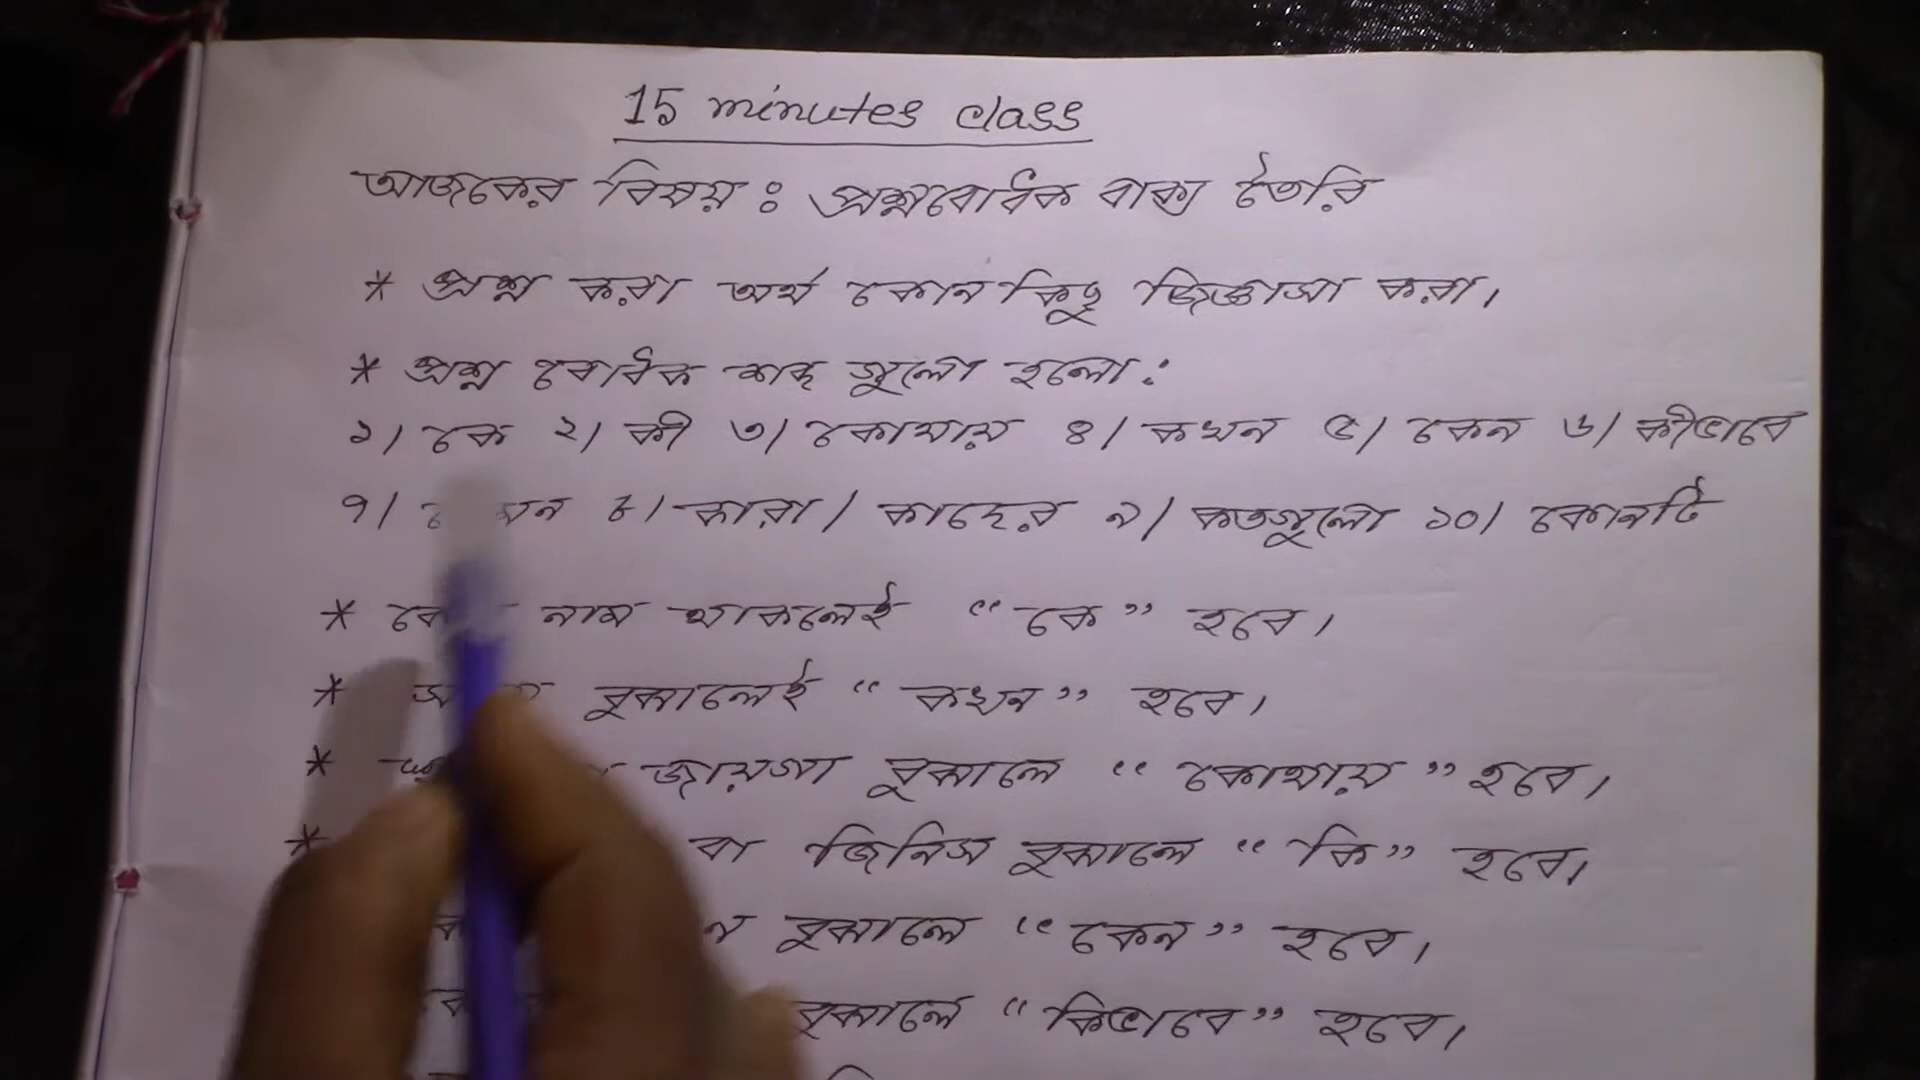 15 minutes class
আজকের বিষয় : প্রশ্নবোধক বাক্য তৈরি
* প্রশ্ন করা অর্থ কোন কিছু জিজ্ঞাসা করা।
* প্রশ্ন বোধক শব্দ গুলো হলো :
১) কে ২) কী ৩) কোথায় ৪) কখন ৫) কেন ৬) কীভাবে
৭) ৮) কারা / কাদের ৯) কতগুলো ১০) কোনটি
* নাম থাকলেই “কে” হবে।
* বুঝালেই “কখন” হবে।
* জায়গা বুঝালে “কোথায়” হবে।
* বা জিনিস বুঝালে “কি” হবে।
বুঝালে “কেন” হবে।
বুঝালে “কিভাবে” হবে।